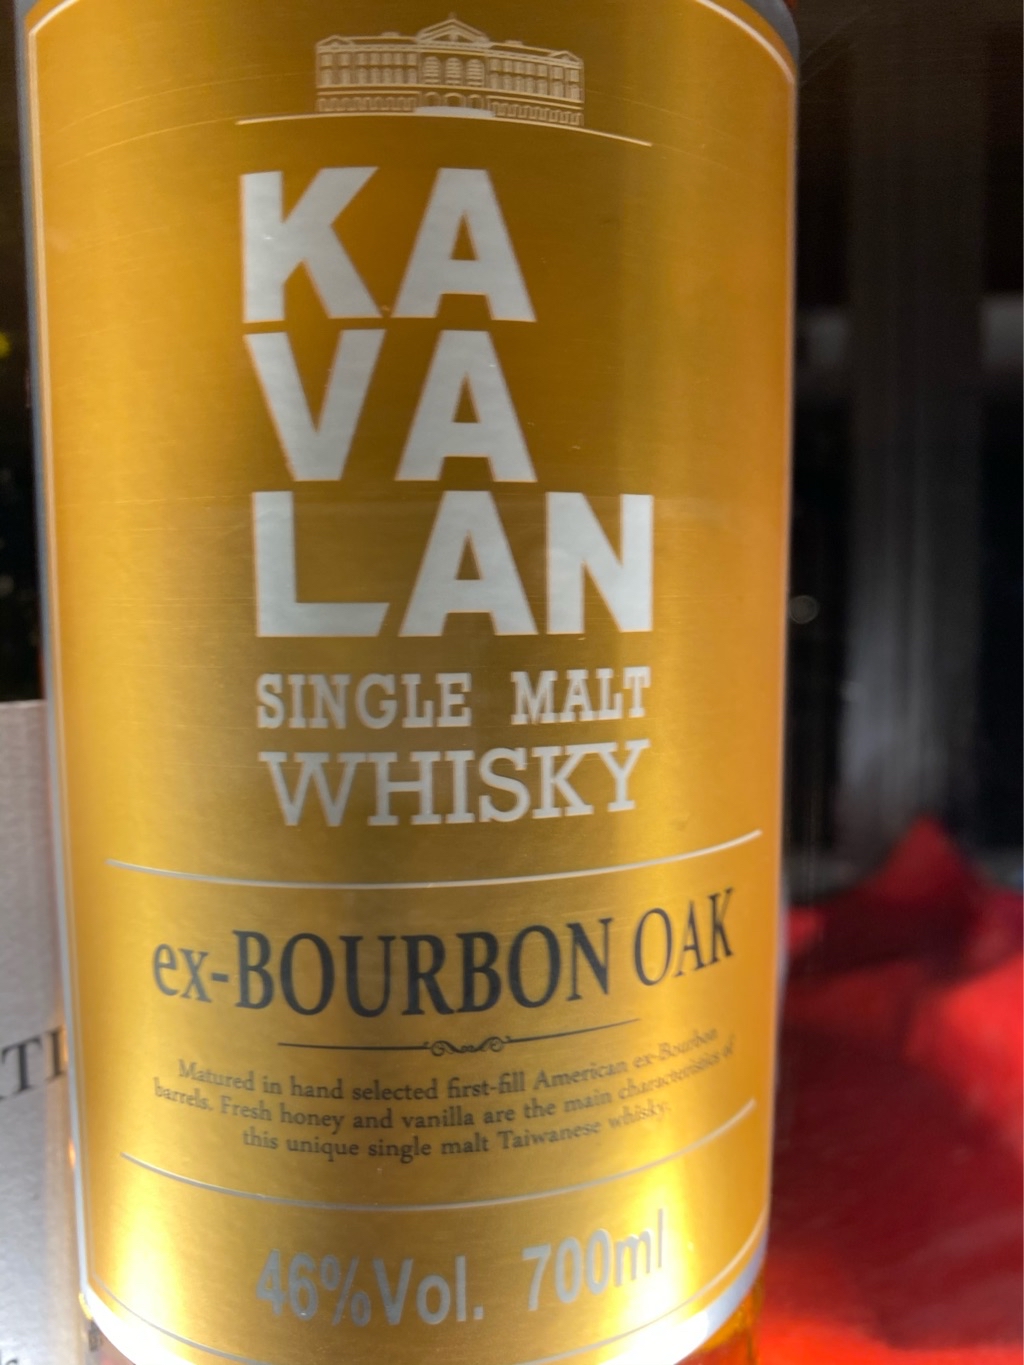 KA
VA
LAN
SINGLE MALT
WHISKY
ex-BOURBON OAK
Matured in hand selected first-fill American ex-Bourbon
barrels. Fresh honey and vanilla are the main characteristics of
this unique single malt Taiwanese whisky.
46%Vol. 700ml